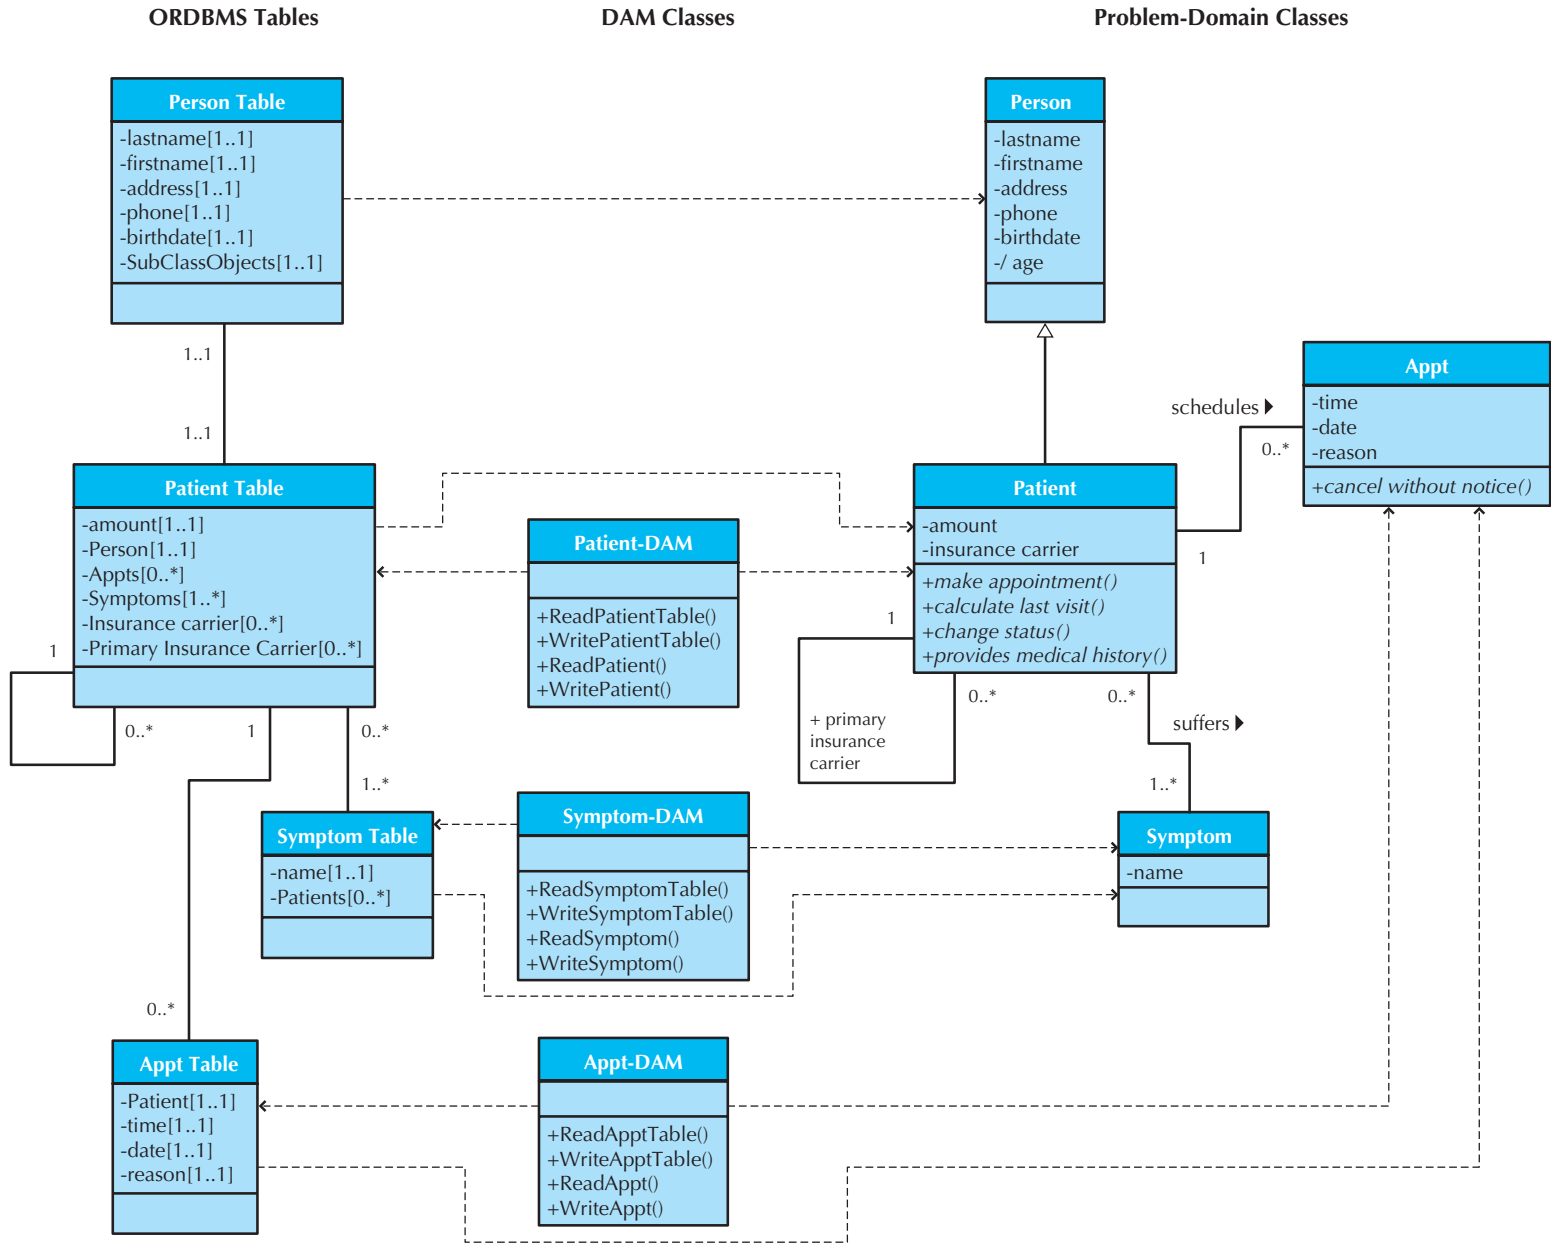 ORDBMS Tables
DAM Classes
Problem-Domain Classes
Person Table
-lastname[1..1]
-firstname[1..1]
-address[1..1]
-phone[1..1]
-birthdate[1..1]
-SubClassObjects[1..1]
Person
-lastname
-firstname
-address
-phone
-birthdate
-/ age
1..1
1..1
Appt
-time
-date
-reason
+cancel without notice()
schedules
0..*
1
Patient Table
-amount[1..1]
-Person[1..1]
-Appts[0..*]
-Symptoms[1..*]
-Insurance carrier[0..*]
-Primary Insurance Carrier[0..*]
1
0..*
1
0..*
1..*
0..*
Patient-DAM
+ReadPatientTable()
+WritePatientTable()
+ReadPatient()
+WritePatient()
Patient
-amount
-insurance carrier
+make appointment()
+calculate last visit()
+change status()
+provides medical history()
1
0..*
+ primary
insurance
carrier
0..*
suffers
1..*
Symptom Table
-name[1..1]
-Patients[0..*]
Symptom-DAM
+ReadSymptomTable()
+WriteSymptomTable()
+ReadSymptom()
+WriteSymptom()
Symptom
-name
Appt Table
-Patient[1..1]
-time[1..1]
-date[1..1]
-reason[1..1]
Appt-DAM
+ReadApptTable()
+WriteApptTable()
+ReadAppt()
+WriteAppt()